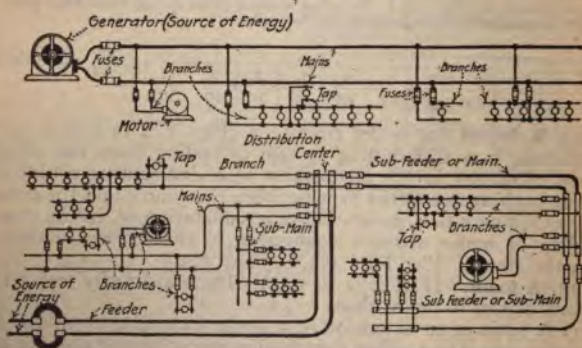 Generator (Source of Energy)
Fuses
Branches
Mains
Tap
Fuses
Branches
Motor
Distribution
Center
Tap
Branch
Sub-Feeder or Main
Mains
Sub-Main
Tap
Branches
Branches
Source of
Energy
Feeder
Sub Feeder or Sub-Main